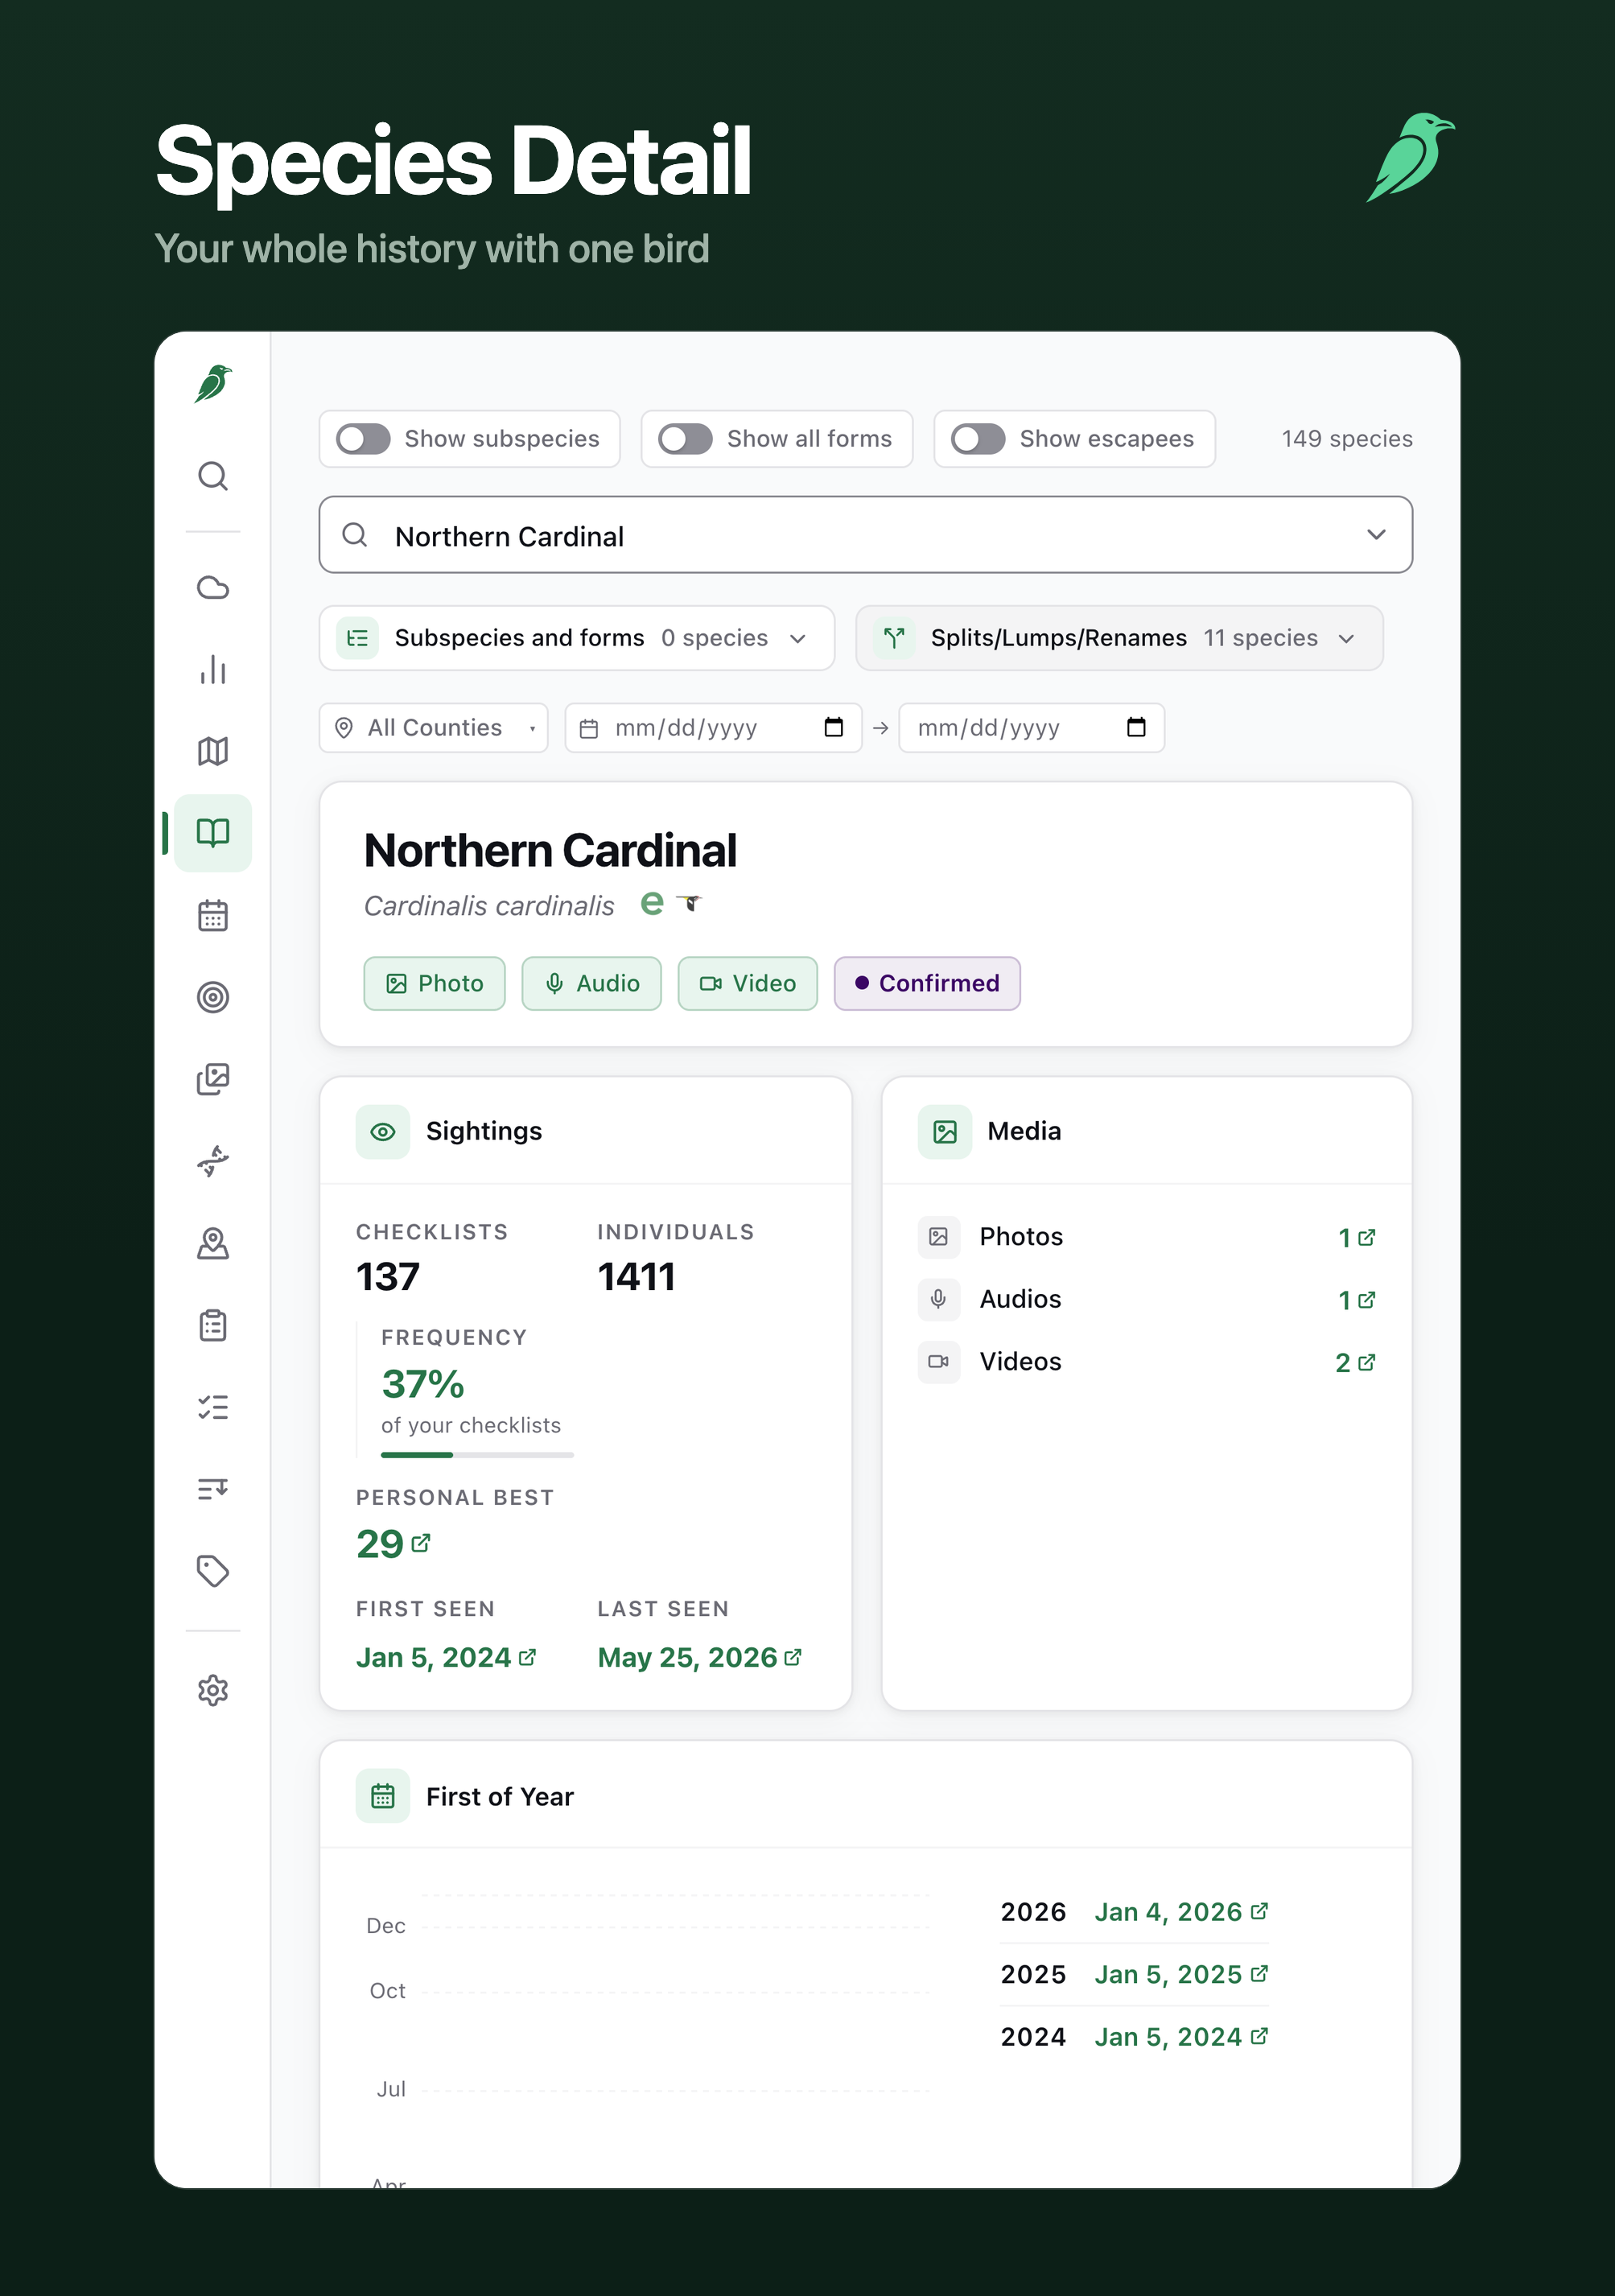 Species Detail
Your whole history with one bird
Show subspecies
Show all forms
Show escapees
149 species
Northern Cardinal
Subspecies and forms 0 species
Splits/Lumps/Renames 11 species
All Counties
mm/dd/yyyy
→
mm/dd/yyyy
Northern Cardinal
Cardinalis cardinalis e
Photo
Audio
Video
Confirmed
Sightings
CHECKLISTS
137
INDIVIDUALS
1411
FREQUENCY
37%
of your checklists
PERSONAL BEST
29
FIRST SEEN
Jan 5, 2024
LAST SEEN
May 25, 2026
Media
Photos 1
Audios 1
Videos 2
First of Year
Dec
Oct
Jul
Apr
2026 Jan 4, 2026
2025 Jan 5, 2025
2024 Jan 5, 2024